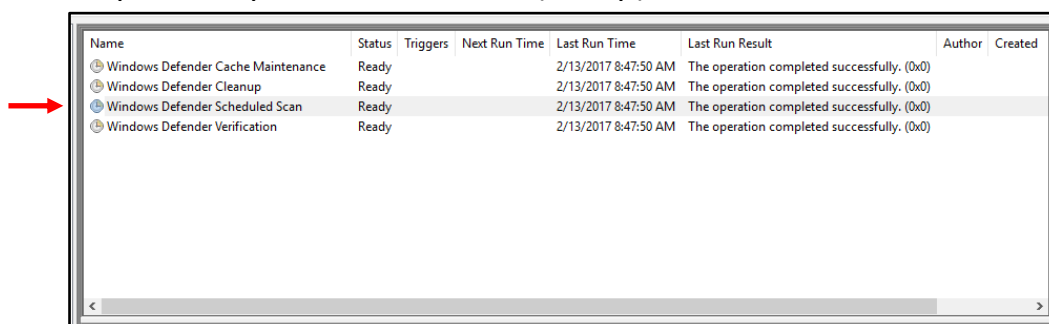 Name Status Triggers Next Run Time Last Run Time Last Run Result Author Created
Windows Defender Cache Maintenance Ready 2/13/2017 8:47:50 AM The operation completed successfully. (0x0)
Windows Defender Cleanup Ready 2/13/2017 8:47:50 AM The operation completed successfully. (0x0)
Windows Defender Scheduled Scan Ready 2/13/2017 8:47:50 AM The operation completed successfully. (0x0)
Windows Defender Verification Ready 2/13/2017 8:47:50 AM The operation completed successfully. (0x0)